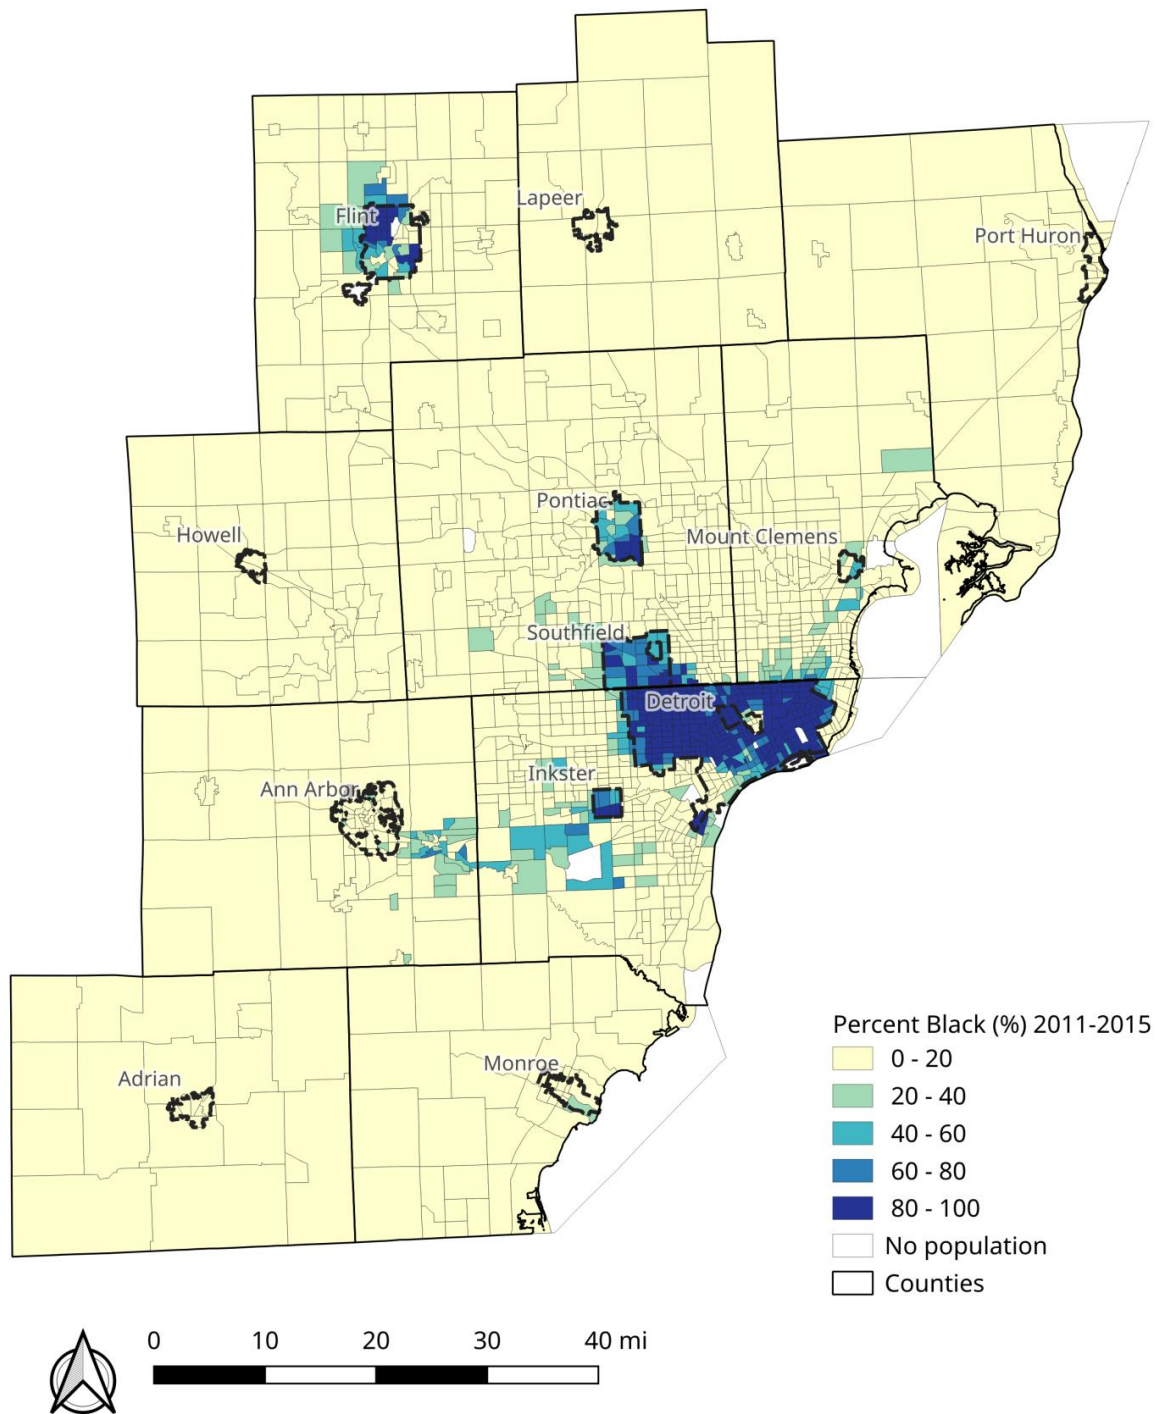 Lapeer
Flint
Port Huron
Pontiac
Howell
Mount Clemens
Southfield
Detroit
Inkster
Ann Arbor
Percent Black (%) 2011-2015
0 - 20
Monroe
Adrian
20 - 40
40 - 60
60 - 80
80 - 100
No population
Counties
0 10 20 30 40 mi